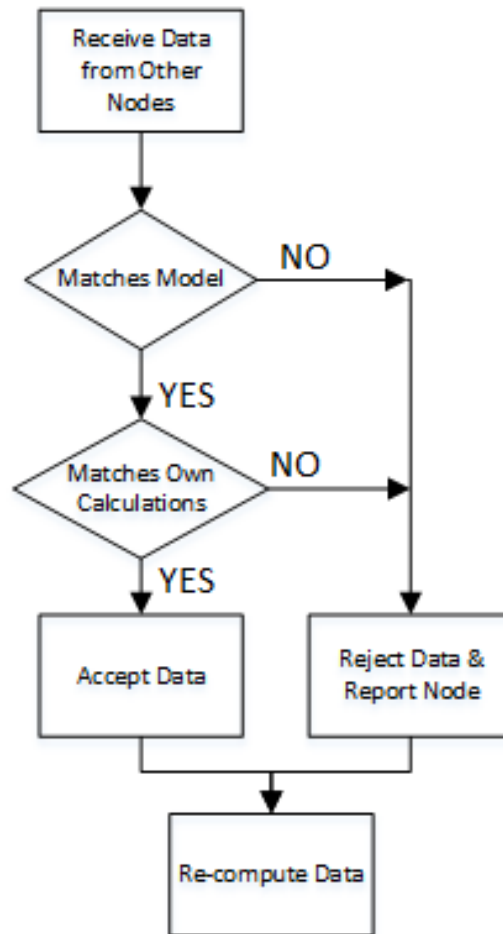 Receive Data
from Other
Nodes
Matches Model
NO
YES
Matches Own
Calculations
NO
YES
Accept Data
Reject Data &
Report Node
Re-compute Data